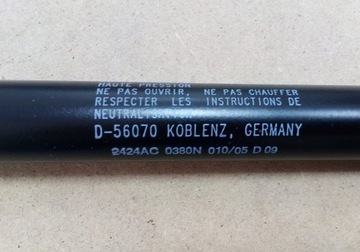 HAUTE PRESSION
NE PAS OUVRIR, NE PAS CHAUFFER
RESPECTER LES INSTRUCTIONS DE
D-56070 KOBLENZ, GERMANY
2424AC 0380N 010/05 D 09